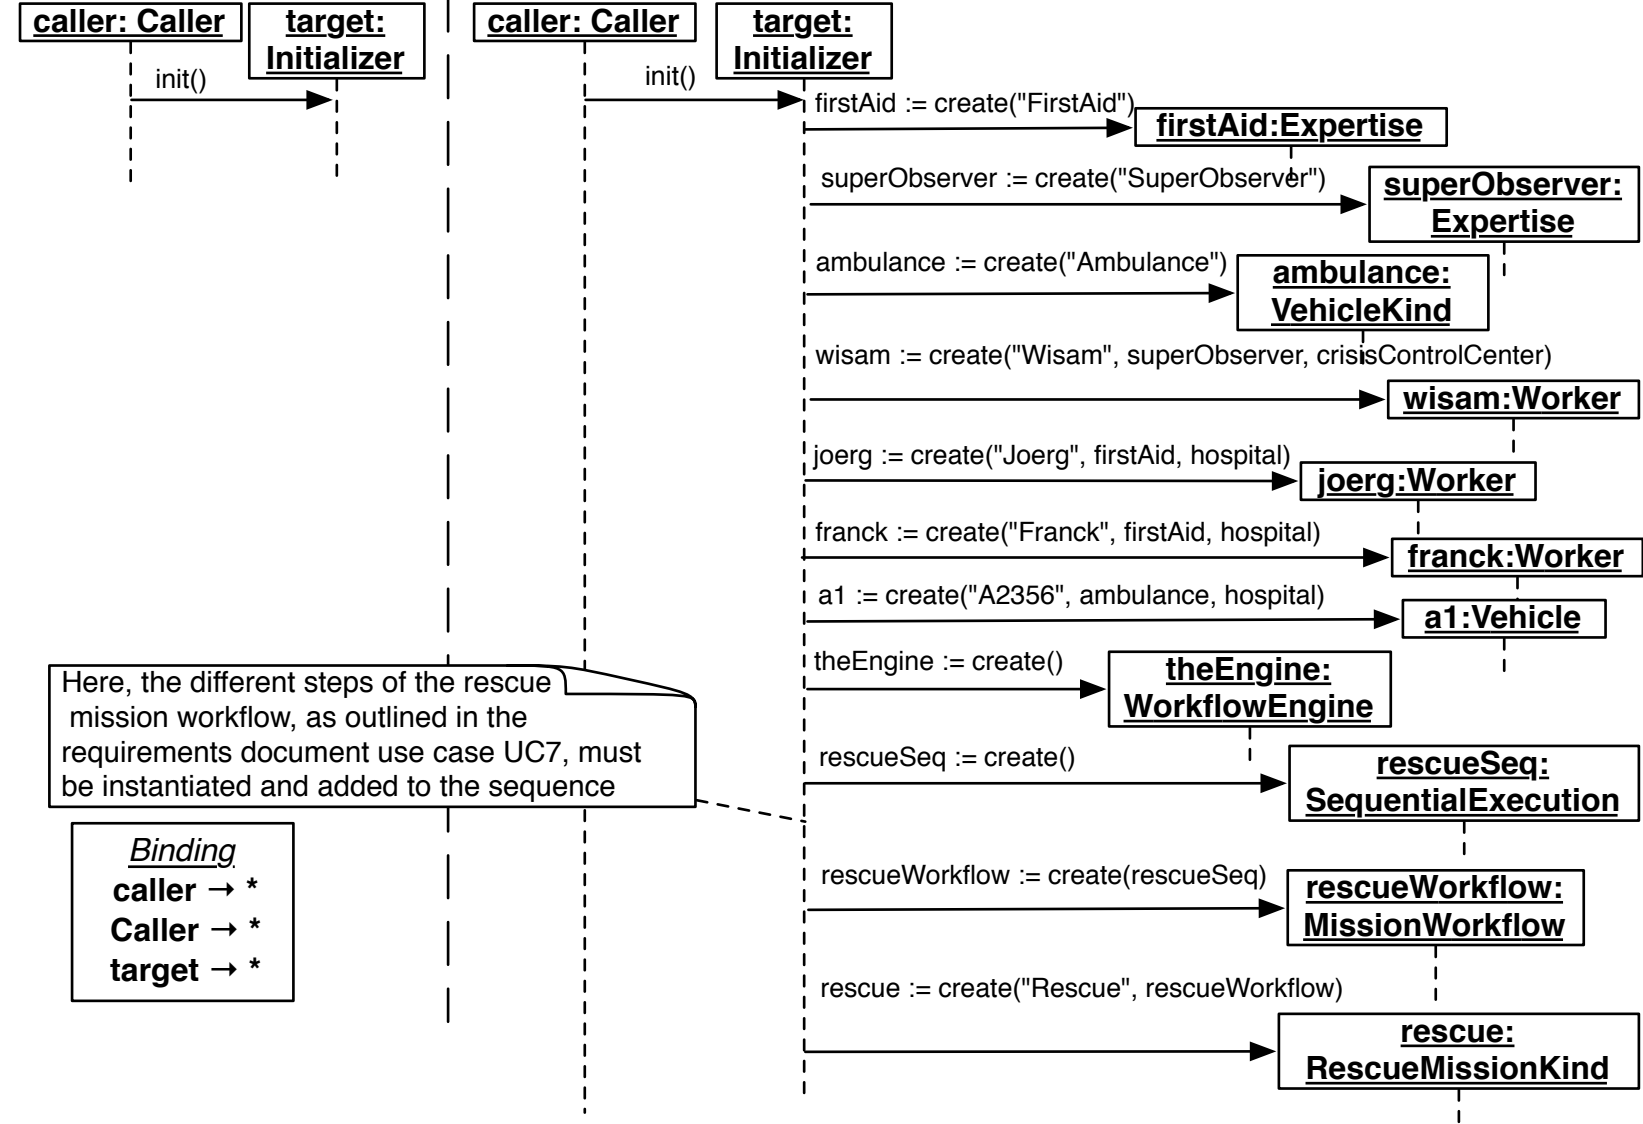 caller: Caller
target:
Initializer
init()
caller: Caller
target:
Initializer
init()
firstAid := create("FirstAid")
firstAid:Expertise
superObserver := create("SuperObserver")
superObserver:
Expertise
ambulance := create("Ambulance")
ambulance:
VehicleKind
wisam := create("Wisam", superObserver, crisisControlCenter)
wisam:Worker
joerg := create("Joerg", firstAid, hospital)
joerg:Worker
franck := create("Franck", firstAid, hospital)
franck:Worker
a1 := create("A2356", ambulance, hospital)
a1:Vehicle
theEngine := create()
theEngine:
WorkflowEngine
Here, the different steps of the rescue
mission workflow, as outlined in the
requirements document use case UC7, must
be instantiated and added to the sequence
rescueSeq := create()
rescueSeq:
SequentialExecution
Binding
caller → *
Caller → *
target → *
rescueWorkflow := create(rescueSeq)
rescueWorkflow:
MissionWorkflow
rescue := create("Rescue", rescueWorkflow)
rescue:
RescueMissionKind